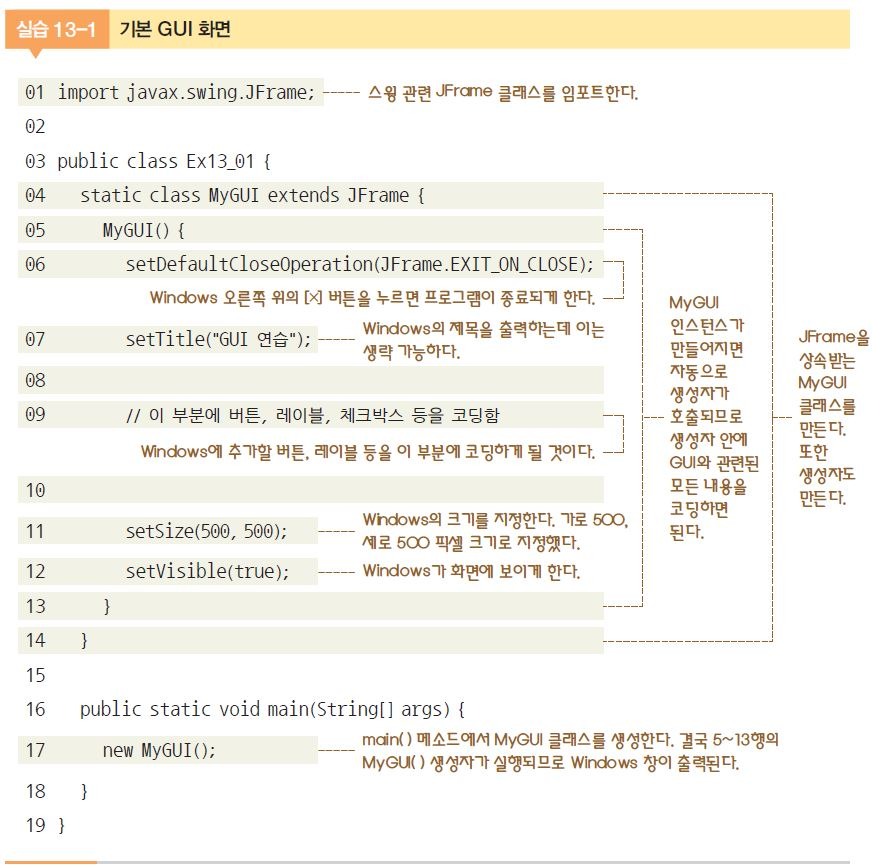 실습 13-1 기본 GUI 화면
01 import javax.swing.JFrame; 스윙 관련 JFrame 클래스를 임포트한다.
02
03 public class Ex13_01 {
04 static class MyGUI extends JFrame {
05 MyGUI() {
06 setDefaultCloseOperation(JFrame.EXIT_ON_CLOSE);
Windows 오른쪽 위의 [×] 버튼을 누르면 프로그램이 종료되게 한다.
07 setTitle("GUI 연습");
Windows의 제목을 출력하는데 이는
생략 가능하다.
08
09 // 이 부분에 버튼, 레이블, 체크박스 등을 코딩함
Windows에 추가할 버튼, 레이블 등을 이 부분에 코딩하게 될 것이다.
10
11 setSize(500, 500);
Windows의 크기를 지정한다. 가로 500,
세로 500 픽셀 크기로 지정했다.
12 setVisible(true); Windows가 화면에 보이게 한다.
13 }
14 }
MyGUI
인스턴스가
만들어지면
자동으로
생성자가
호출되므로
생성자 안에
GUI와 관련된
모든 내용을
코딩하면
된다.
JFrame을
상속받는
MyGUI
클래스를
만든다.
또한
생성자도
만든다.
15
16 public static void main(String[] args) {
17 new MyGUI();
main( ) 메소드에서 MyGUI 클래스를 생성한다. 결국 5~13행의
MyGUI( ) 생성자가 실행되므로 Windows 창이 출력된다.
18 }
19 }